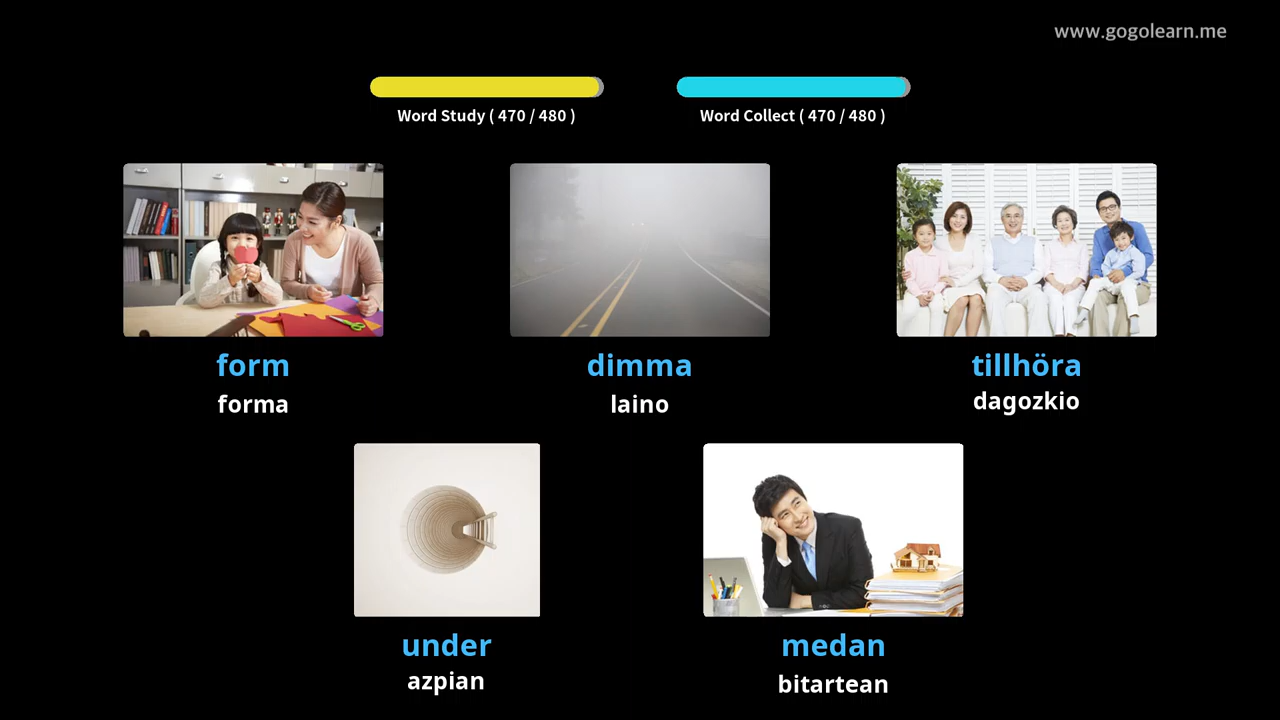 www.gogolearn.me
Word Study ( 470 / 480 )
Word Collect ( 470 / 480 )
form
forma
dimma
laino
tillhöra
dagozkio
under
azpian
medan
bitartean